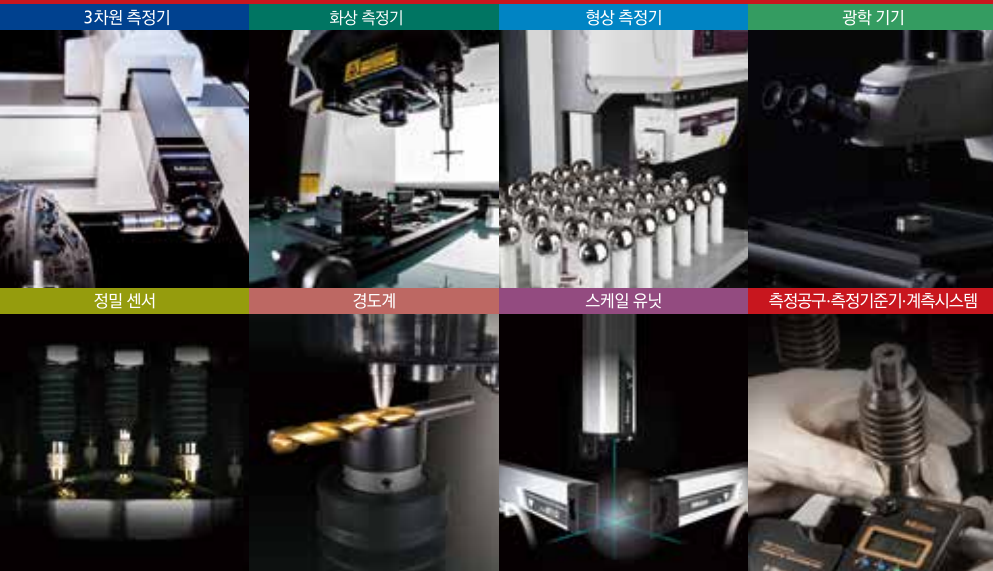 3차원 측정기
화상 측정기
형상 측정기
광학 기기
정밀 센서
경도계
스케일 유닛
측정공구·측정기준기·계측시스템